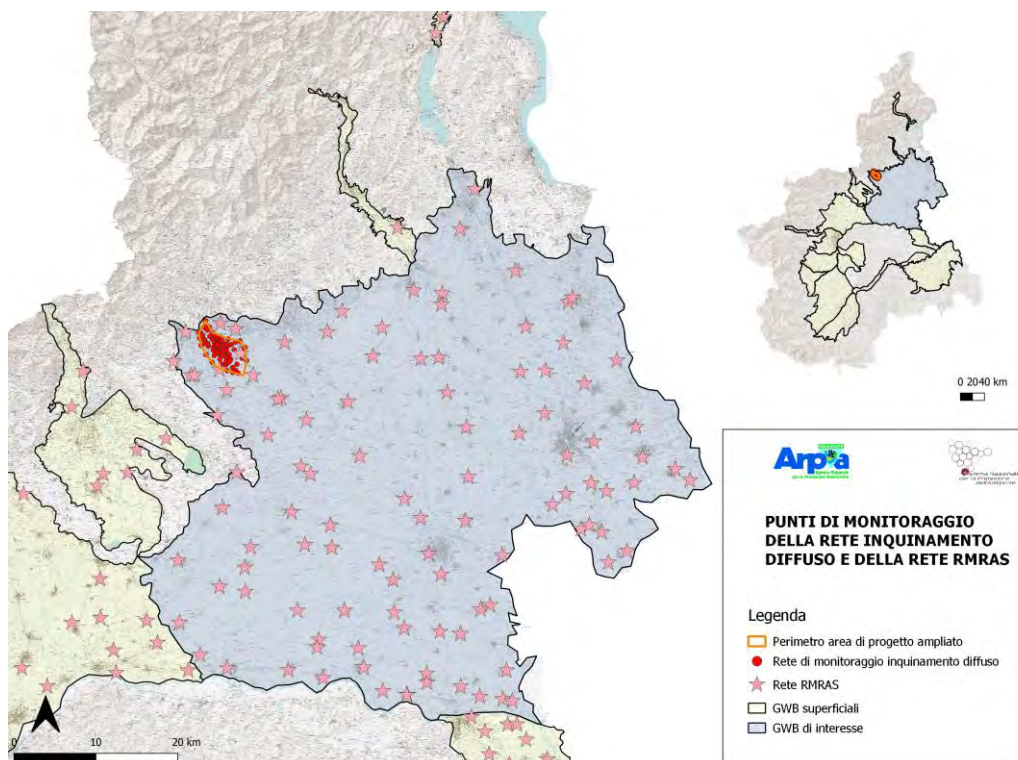 0 2040 km
Arpa
PUNTI DI MONITORAGGIO
DELLA RETE INQUINAMENTO
DIFFUSO E DELLA RETE RMRAS
Legenda
Perimetro area di progetto ampliato
Rete di monitoraggio inquinamento diffuso
Rete RMRAS
GWB superficiali
GWB di interesse
0 10 20 km